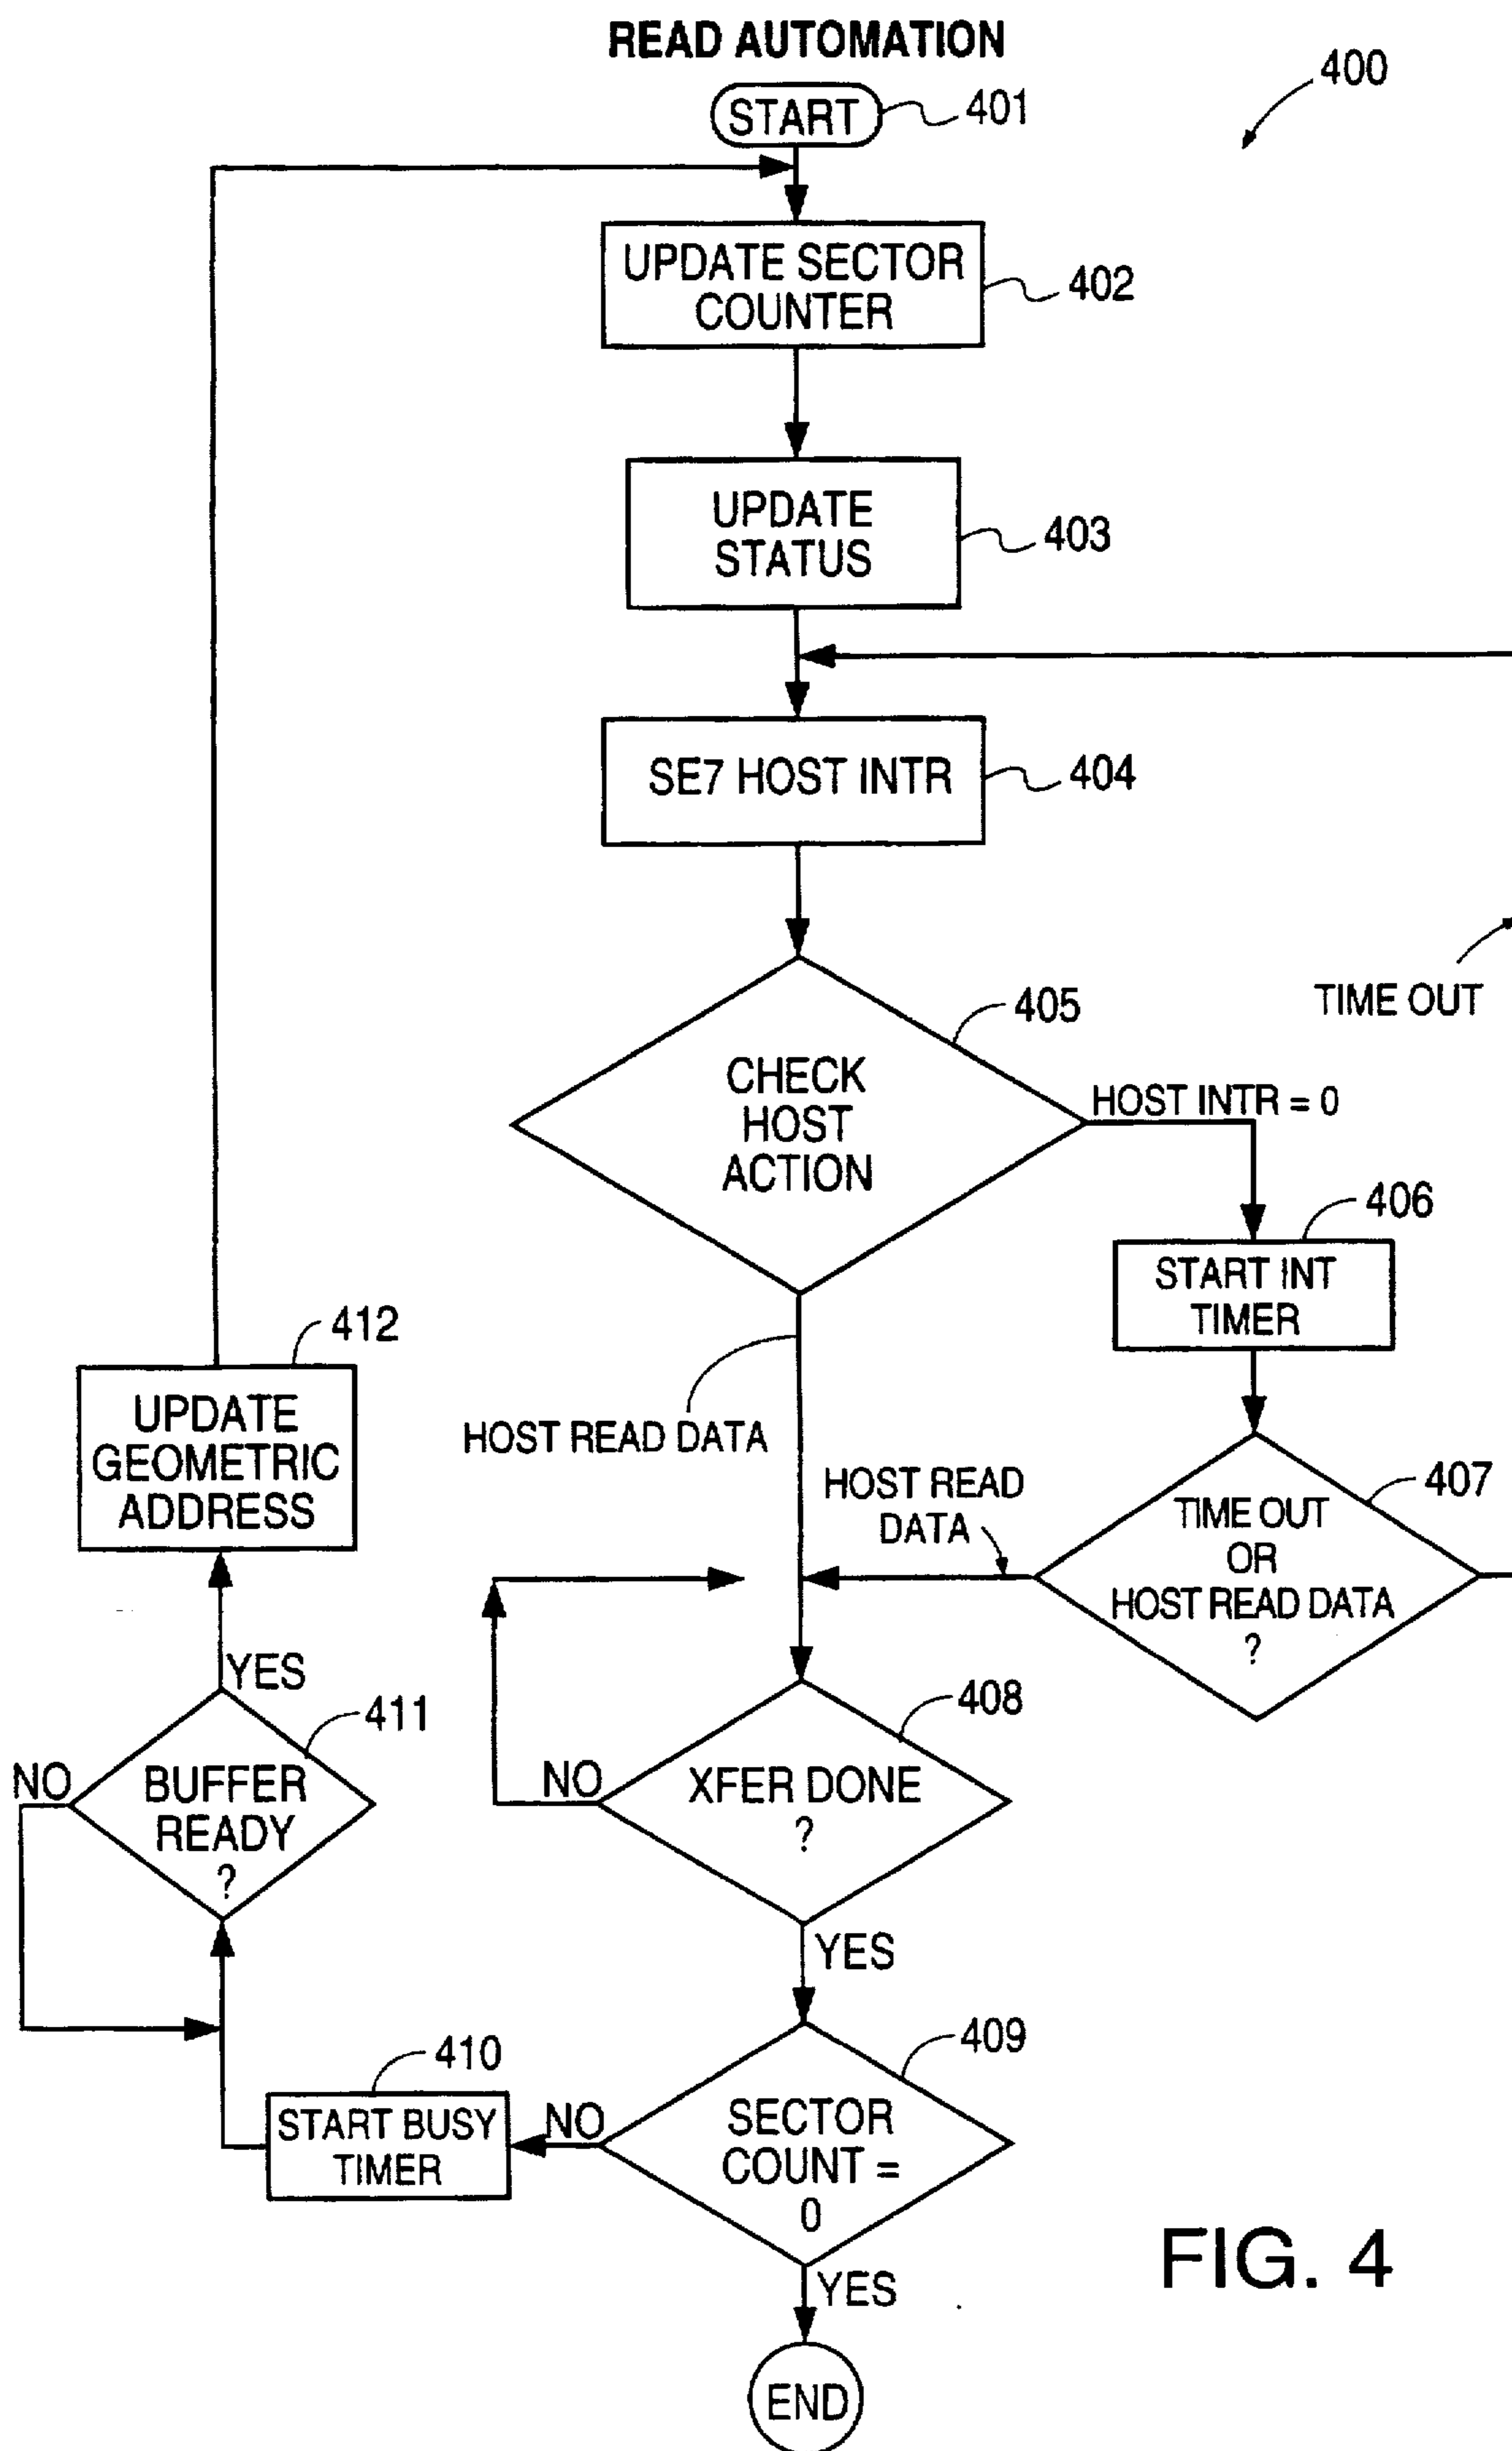 READ AUTOMATION
400
START
401
UPDATE SECTOR
COUNTER
402
UPDATE
STATUS
403
SE7 HOST INTR
404
TIME OUT
405
CHECK
HOST
ACTION
HOST INTR = 0
406
START INT
TIMER
412
UPDATE
GEOMETRIC
ADDRESS
HOST READ DATA
HOST READ
DATA
407
TIME OUT
OR
HOST READ DATA
?
YES
411
NO
BUFFER
READY
?
408
NO
XFER DONE
?
YES
409
410
START BUSY
TIMER
NO
SECTOR
COUNT =
0
YES
END
FIG. 4